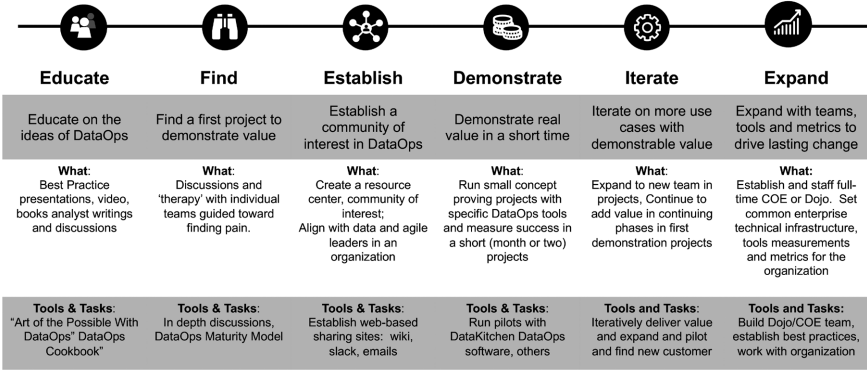 Educate
Find
Establish
Demonstrate
Iterate
Expand
Educate on the
ideas of DataOps
Find a first project to
demonstrate value
Establish a
community of
interest in DataOps
Demonstrate real
value in a short time
Iterate on more use
cases with
demonstrable value
Expand with teams,
tools and metrics to
drive lasting change
What:
Best Practice
presentations, video,
books analyst writings
and discussions
What:
Discussions and
‘therapy’ with individual
teams guided toward
finding pain.
What:
Create a resource
center, community of
interest;
Align with data and agile
leaders in an
organization
What:
Run small concept
proving projects with
specific DataOps tools
and measure success in
a short (month or two)
projects
What:
Expand to new team in
projects, Continue to
add value in continuing
phases in first
demonstration projects
What:
Establish and staff full-
time COE or Dojo.  Set
common enterprise
technical infrastructure,
tools measurements
and metrics for the
organization
Tools & Tasks:
“Art of the Possible With
DataOps” DataOps
Cookbook”
Tools & Tasks:
In depth discussions,
DataOps Maturity Model
Tools & Tasks:
Establish web-based
sharing sites:  wiki,
slack, emails
Tools & Tasks:
Run pilots with
DataKitchen DataOps
software, others
Tools and Tasks:
Iteratively deliver value
and expand and pilot
and find new customer
Tools and Tasks:
Build Dojo/COE team,
establish best practices,
work with organization